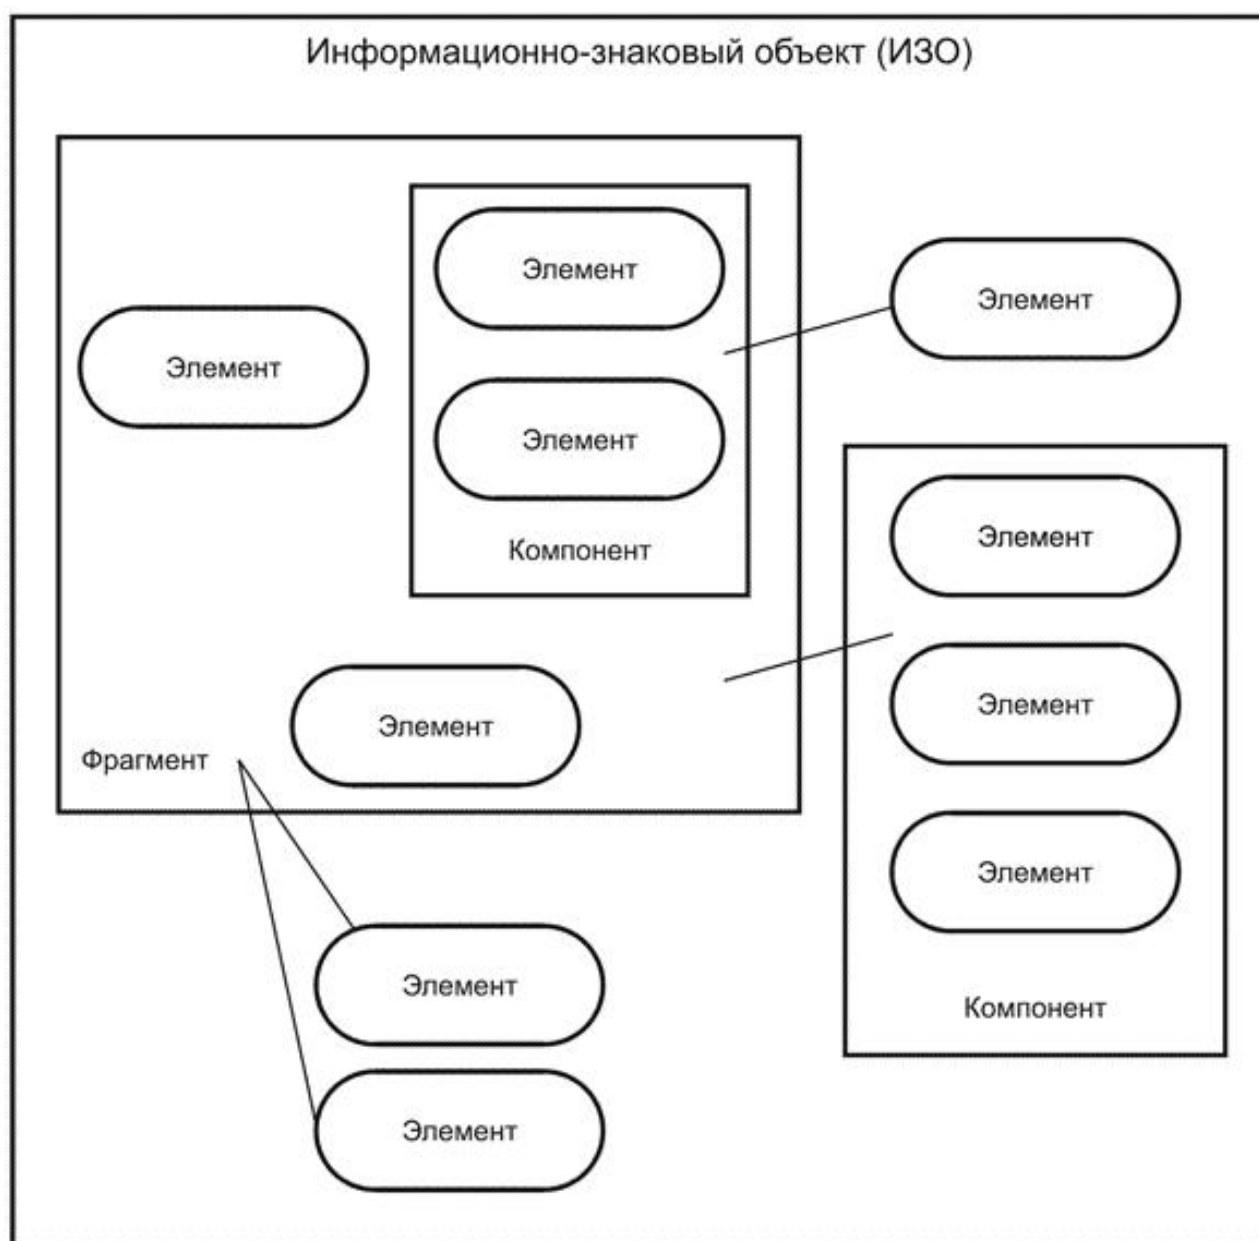 Информационно-знаковый объект (ИЗО)
Элемент
Элемент
Элемент
Элемент
Компонент
Элемент
Фрагмент
Элемент
Элемент
Элемент
Элемент
Компонент
Элемент
Элемент